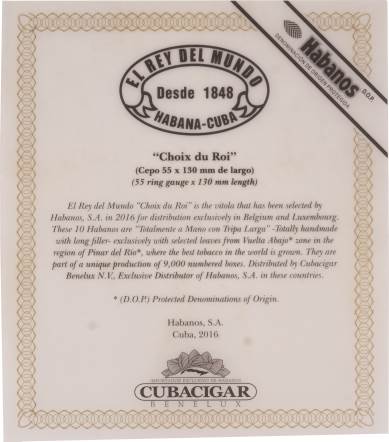 Habanos D.O.P.
DENOMINACIÓN DE ORIGEN PROTEGIDA
EL REY DEL MUNDO
Desde 1848
HABANA-CUBA
"Choix du Roi"
(Cepo 55 x 130 mm de largo)
(55 ring gauge x 130 mm length)
El Rey del Mundo "Choix du Roi" is the vitola that has been selected by
Habanos, S.A. in 2016 for distribution exclusively in Belgium and Luxembourg.
These 10 Habanos are "Totalmente a Mano con Tripa Larga" -Totally handmade
with long filler- exclusively with selected leaves from Vuelta Abajo* zone in the
region of Pinar del Río*, where the best tobacco in the world is grown. They are
part of a unique production of 9,000 numbered boxes. Distributed by Cubacigar
Benelux N.V., Exclusive Distributor of Habanos, S.A. in these countries.
* (D.O.P.) Protected Denominations of Origin.
Habanos, S.A.
Cuba, 2016
IMPORTATEUR EXCLUSIF DE HABANOS
CUBACIGAR
BENELUX